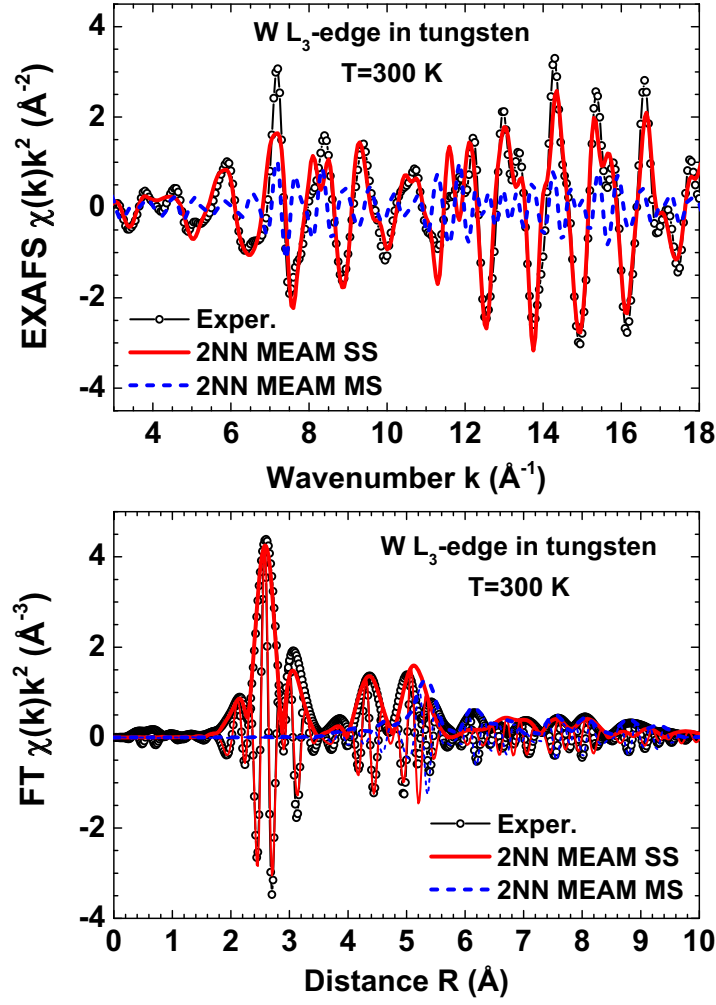 W L₃-edge in tungsten
T=300 K
EXAFS χ(k)k² (Å⁻²)
4
2
0
-2
-4
Exper.
2NN MEAM SS
2NN MEAM MS
4 6 8 10 12 14 16 18
Wavenumber k (Å⁻¹)
W L₃-edge in tungsten
T=300 K
FT χ(k)k² (Å⁻³)
4
2
0
-2
-4
Exper.
2NN MEAM SS
2NN MEAM MS
0 1 2 3 4 5 6 7 8 9 10
Distance R (Å)